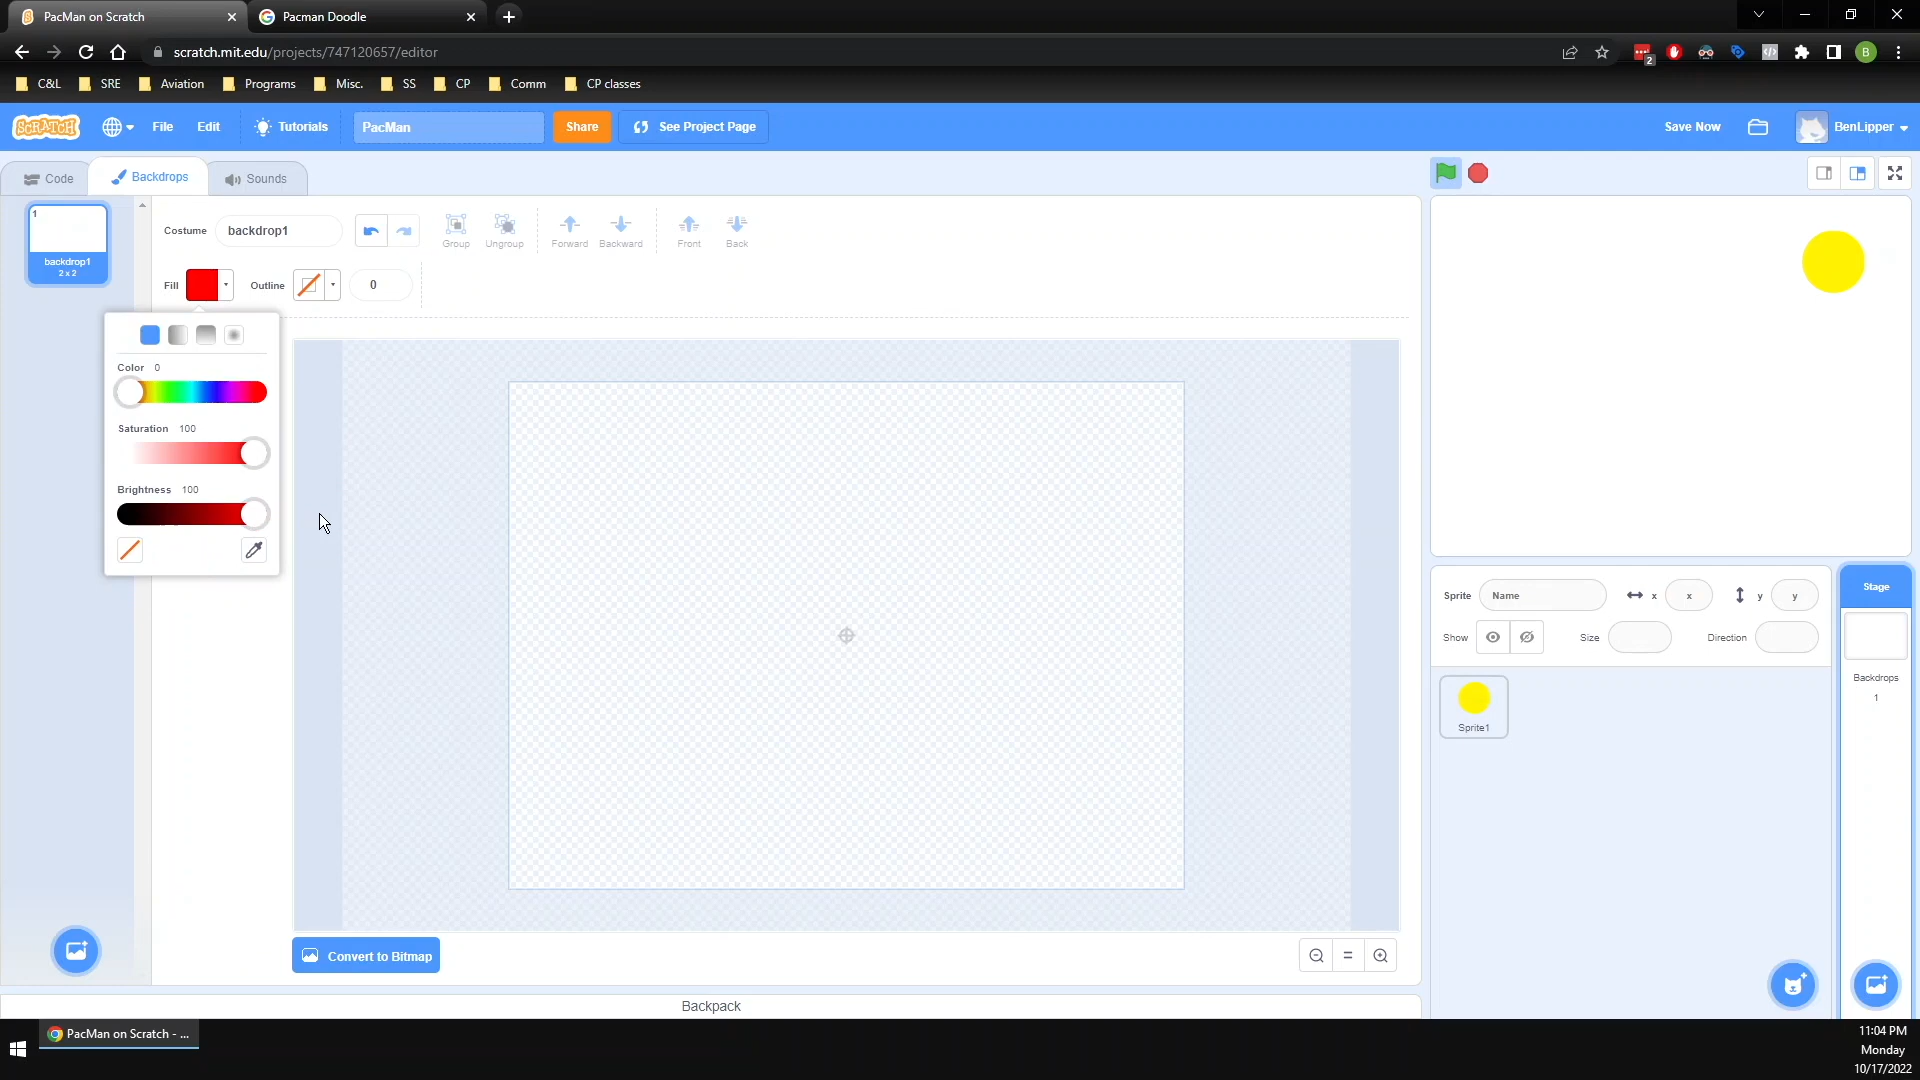 PacMan on Scratch
Pacman Doodle
scratch.mit.edu/projects/747120657/editor
2
B
C&L
SRE
Aviation
Programs
Misc.
SS
CP
Comm
CP classes
SCRATCH
File
Edit
Tutorials
PacMan
Share
See Project Page
Save Now
BenLipper
Code
Backdrops
Sounds
1
backdrop1
2 x 2
Costume
backdrop1
Group
Ungroup
Forward
Backward
Front
Back
Fill
Outline
0
Color 0
Saturation 100
Brightness 100
Convert to Bitmap
Backpack
Sprite
Name
x
x
y
y
Show
Size
Direction
Sprite1
Stage
Backdrops
1
PacMan on Scratch - ...
11:04 PM
Monday
10/17/2022